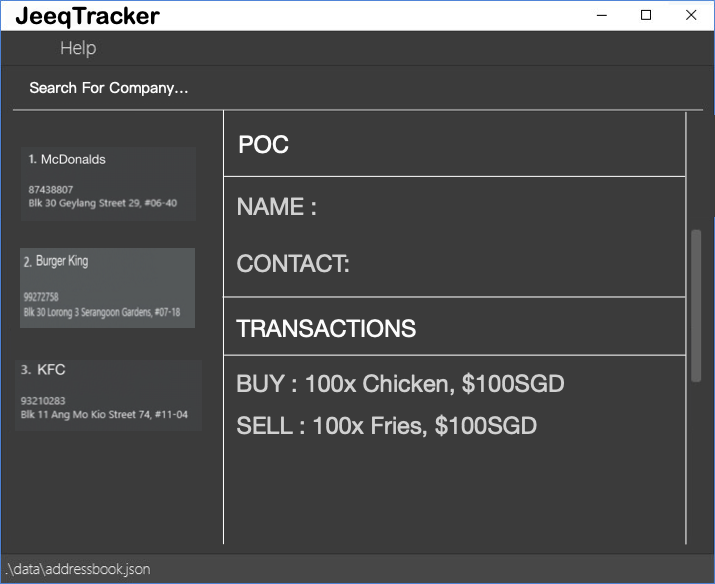 JeeqTracker
Help
Search For Company...
1. McDonalds
87438807
Blk 30 Geylang Street 29, #06-40
2. Burger King
99272758
Blk 30 Lorong 3 Serangoon Gardens, #07-18
3. KFC
93210283
Blk 11 Ang Mo Kio Street 74, #11-04
POC
NAME :
CONTACT:
TRANSACTIONS
BUY : 100x Chicken, $100SGD
SELL : 100x Fries, $100SGD
.\data\addressbook.json